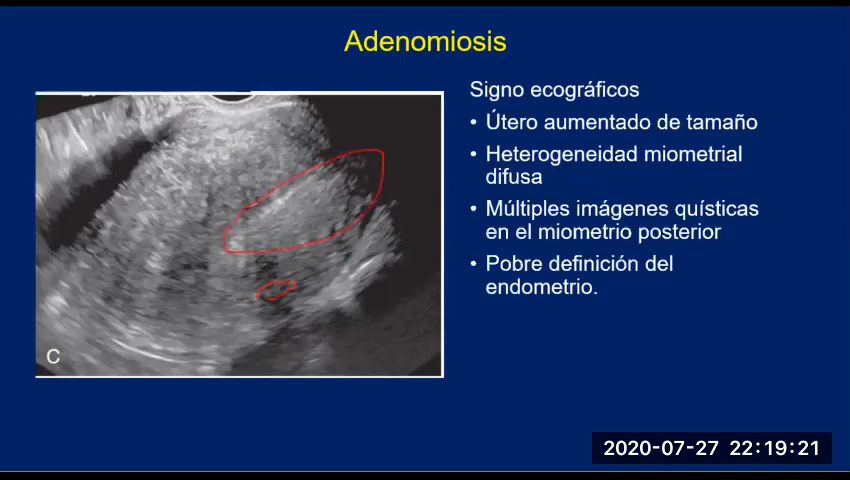 Adenomiosis
Signo ecográficos
• Útero aumentado de tamaño
• Heterogeneidad miometrial
difusa
• Múltiples imágenes quísticas
en el miometrio posterior
• Pobre definición del
endometrio.
C
2020-07-27 22:19:21